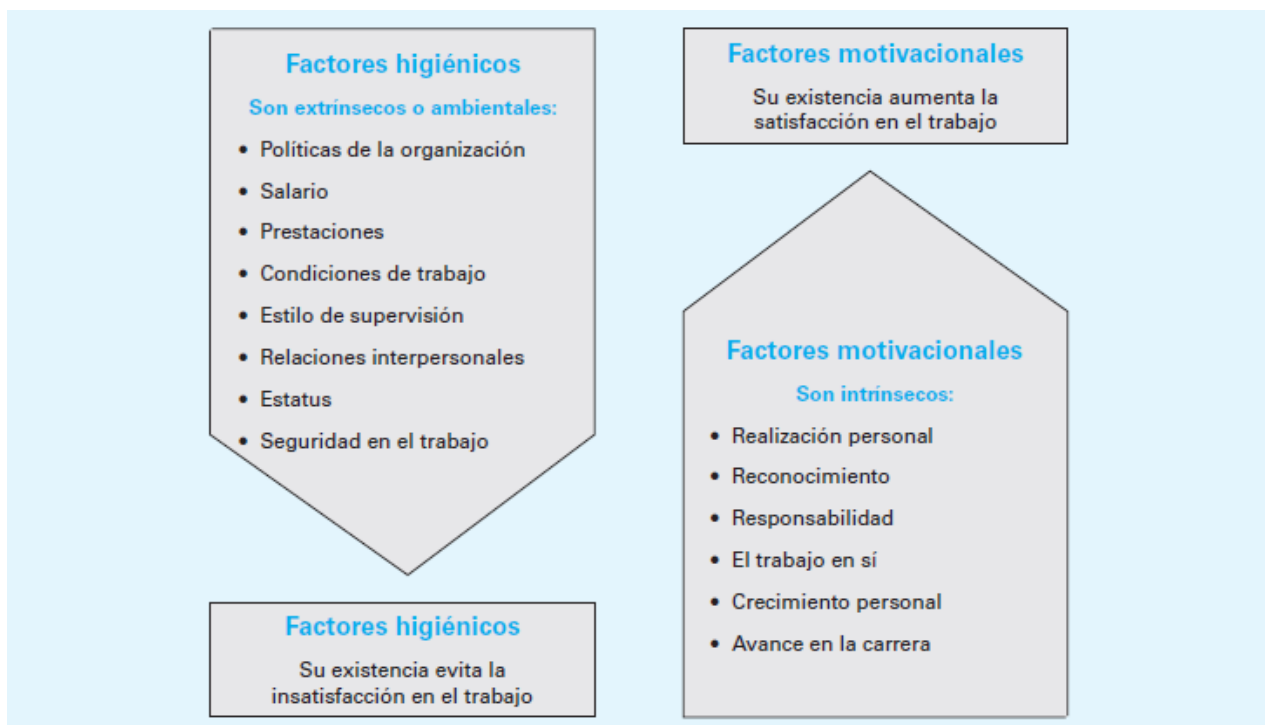 Factores higiénicos
Son extrínsecos o ambientales:
• Políticas de la organización
• Salario
• Prestaciones
• Condiciones de trabajo
• Estilo de supervisión
• Relaciones interpersonales
• Estatus
• Seguridad en el trabajo
Factores higiénicos
Su existencia evita la
insatisfacción en el trabajo
Factores motivacionales
Su existencia aumenta la
satisfacción en el trabajo
Factores motivacionales
Son intrínsecos:
• Realización personal
• Reconocimiento
• Responsabilidad
• El trabajo en sí
• Crecimiento personal
• Avance en la carrera